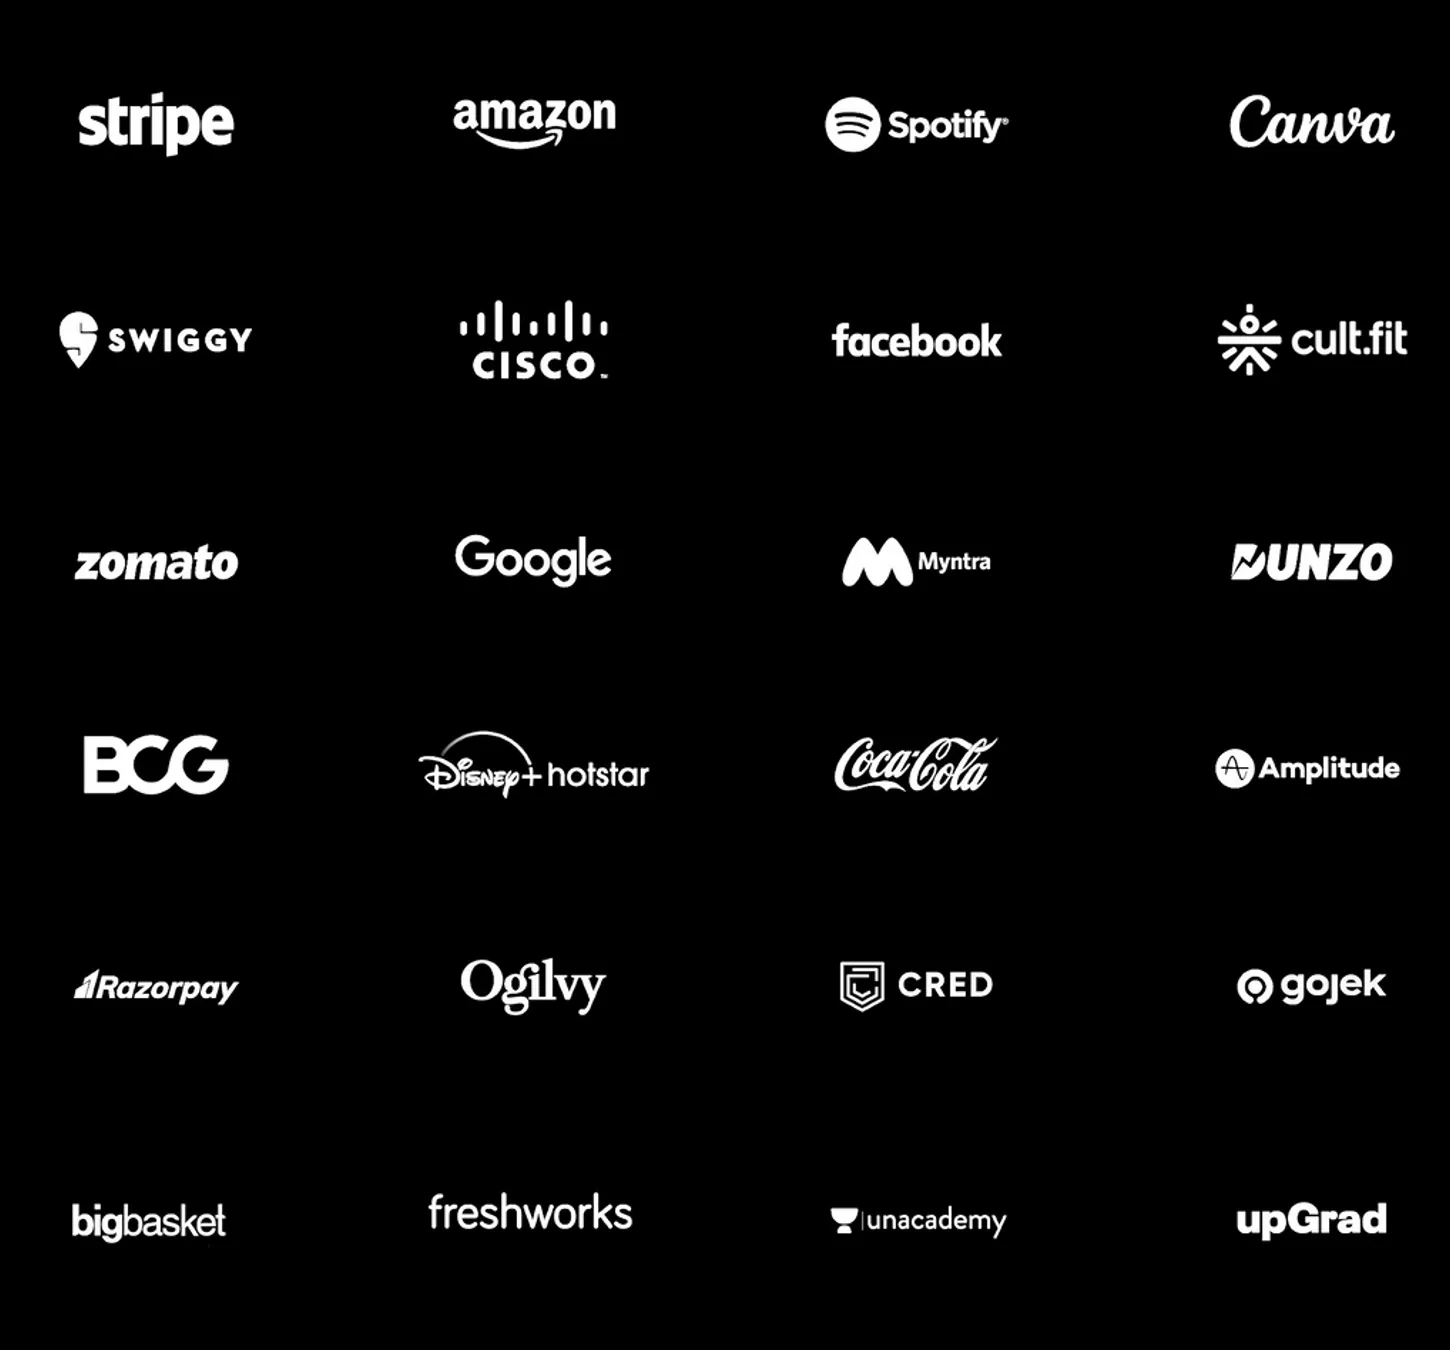 stripe
amazon
Spotify®
Canva
SWIGGY
CISCO™
facebook
cult.fit
zomato
Google
Myntra
DUNZO
BCG
Disney+ hotstar
Coca-Cola
Amplitude
Razorpay
Ogilvy
CRED
gojek
bigbasket
freshworks
unacademy
upGrad